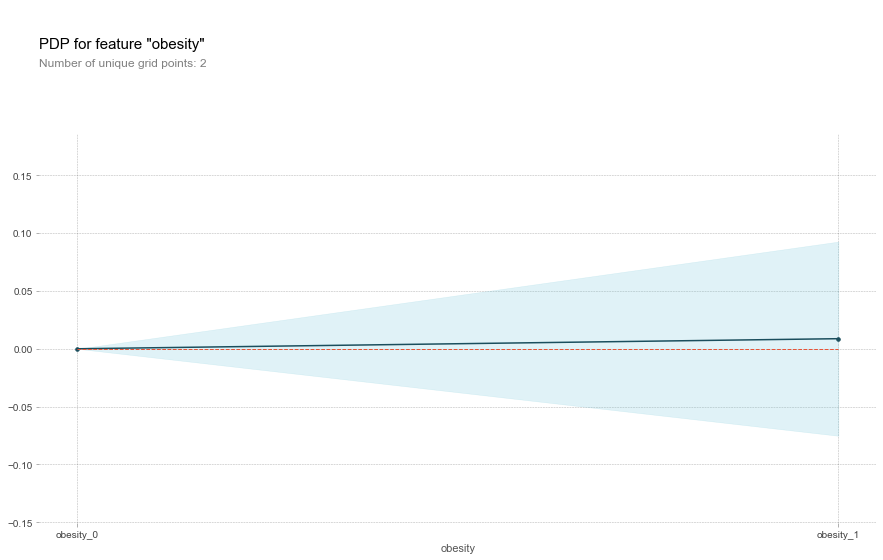 PDP for feature "obesity"
Number of unique grid points: 2
0.15
0.10
0.05
0.00
−0.05
−0.10
−0.15
obesity_0
obesity_1
obesity